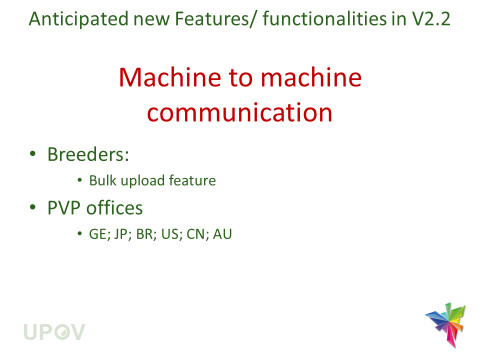 Anticipated new Features/ functionalities in V2.2
Machine to machine
communication
• Breeders:
• Bulk upload feature
• PVP offices
• GE; JP; BR; US; CN; AU
UPOV